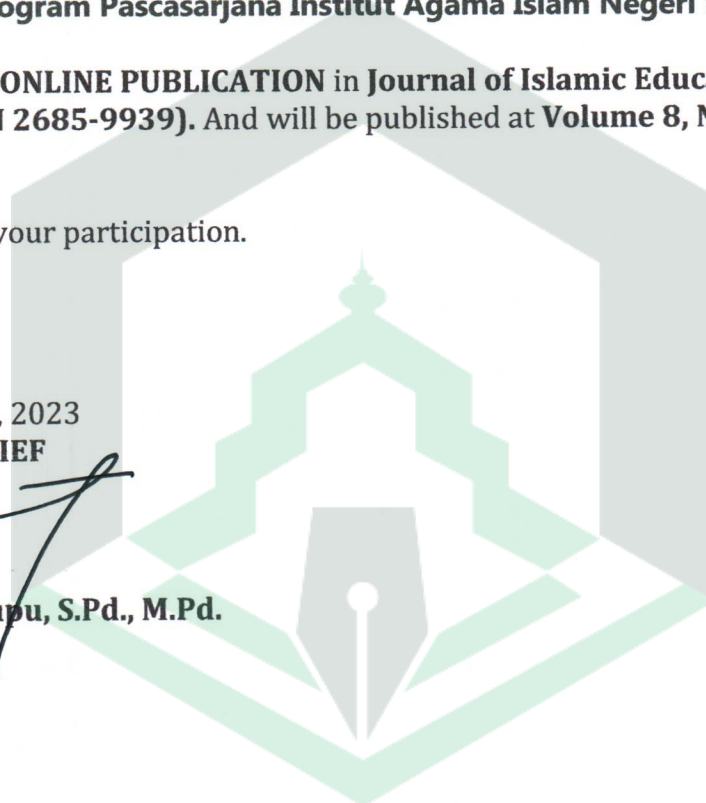 ogram Pascasarjana Institut Agama Islam Negeri
ONLINE PUBLICATION in Journal of Islamic Educ
2685-9939). And will be published at Volume 8, N
your participation.
, 2023
IEF
upu, S.Pd., M.Pd.